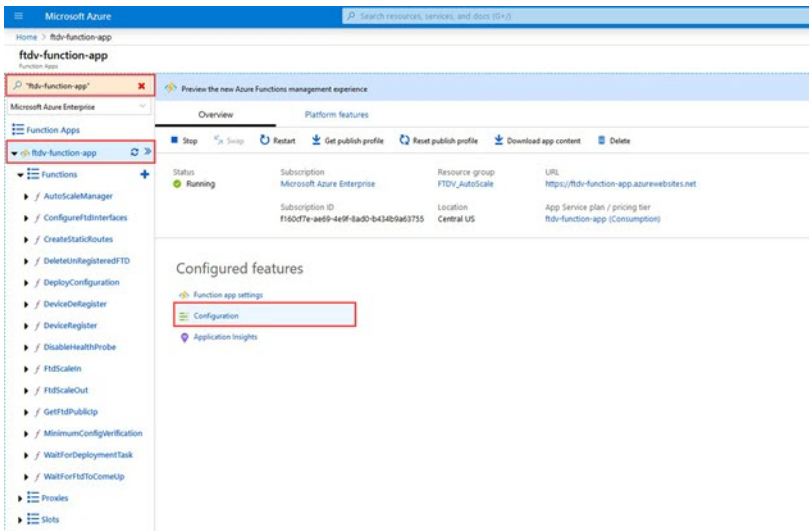 Microsoft Azure
Search resources, services, and docs (G+/)
Home > ftdv-function-app
ftdv-function-app
Function Apps
"ftdv-function-app"
Microsoft Azure Enterprise
Function Apps
ftdv-function-app
Functions
AutoScaleManager
ConfigureFtdInterfaces
CreateStaticRoutes
DeleteUnRegisteredFTD
DeployConfiguration
DeviceDeRegister
DeviceRegister
DisableHealthProbe
FtdScaleIn
FtdScaleOut
GetFtdPublicIp
MinimumConfigVerification
WaitForDeploymentTask
WaitForFtdToComeUp
Proxies
Slots
Preview the new Azure Functions management experience
Overview Platform features
Stop Swap Restart Get publish profile Reset publish profile Download app content Delete
Status Subscription Resource group URL
Running Microsoft Azure Enterprise FTDV_AutoScale https://ftdv-function-app.azurewebsites.net
Subscription ID Location App Service plan / pricing tier
f160cf7e-ae69-4e9f-8ad0-b434b9a63755 Central US ftdv-function-app (Consumption)
Configured features
Function app settings
Configuration
Application Insights